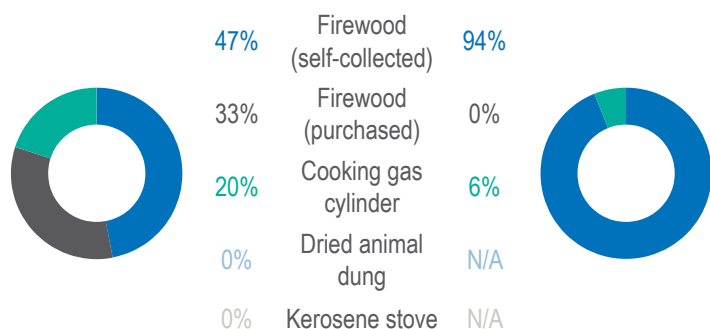 47% Firewood (self-collected) 94%
33% Firewood (purchased) 0%
20% Cooking gas cylinder 6%
0% Dried animal dung N/A
0% Kerosene stove N/A